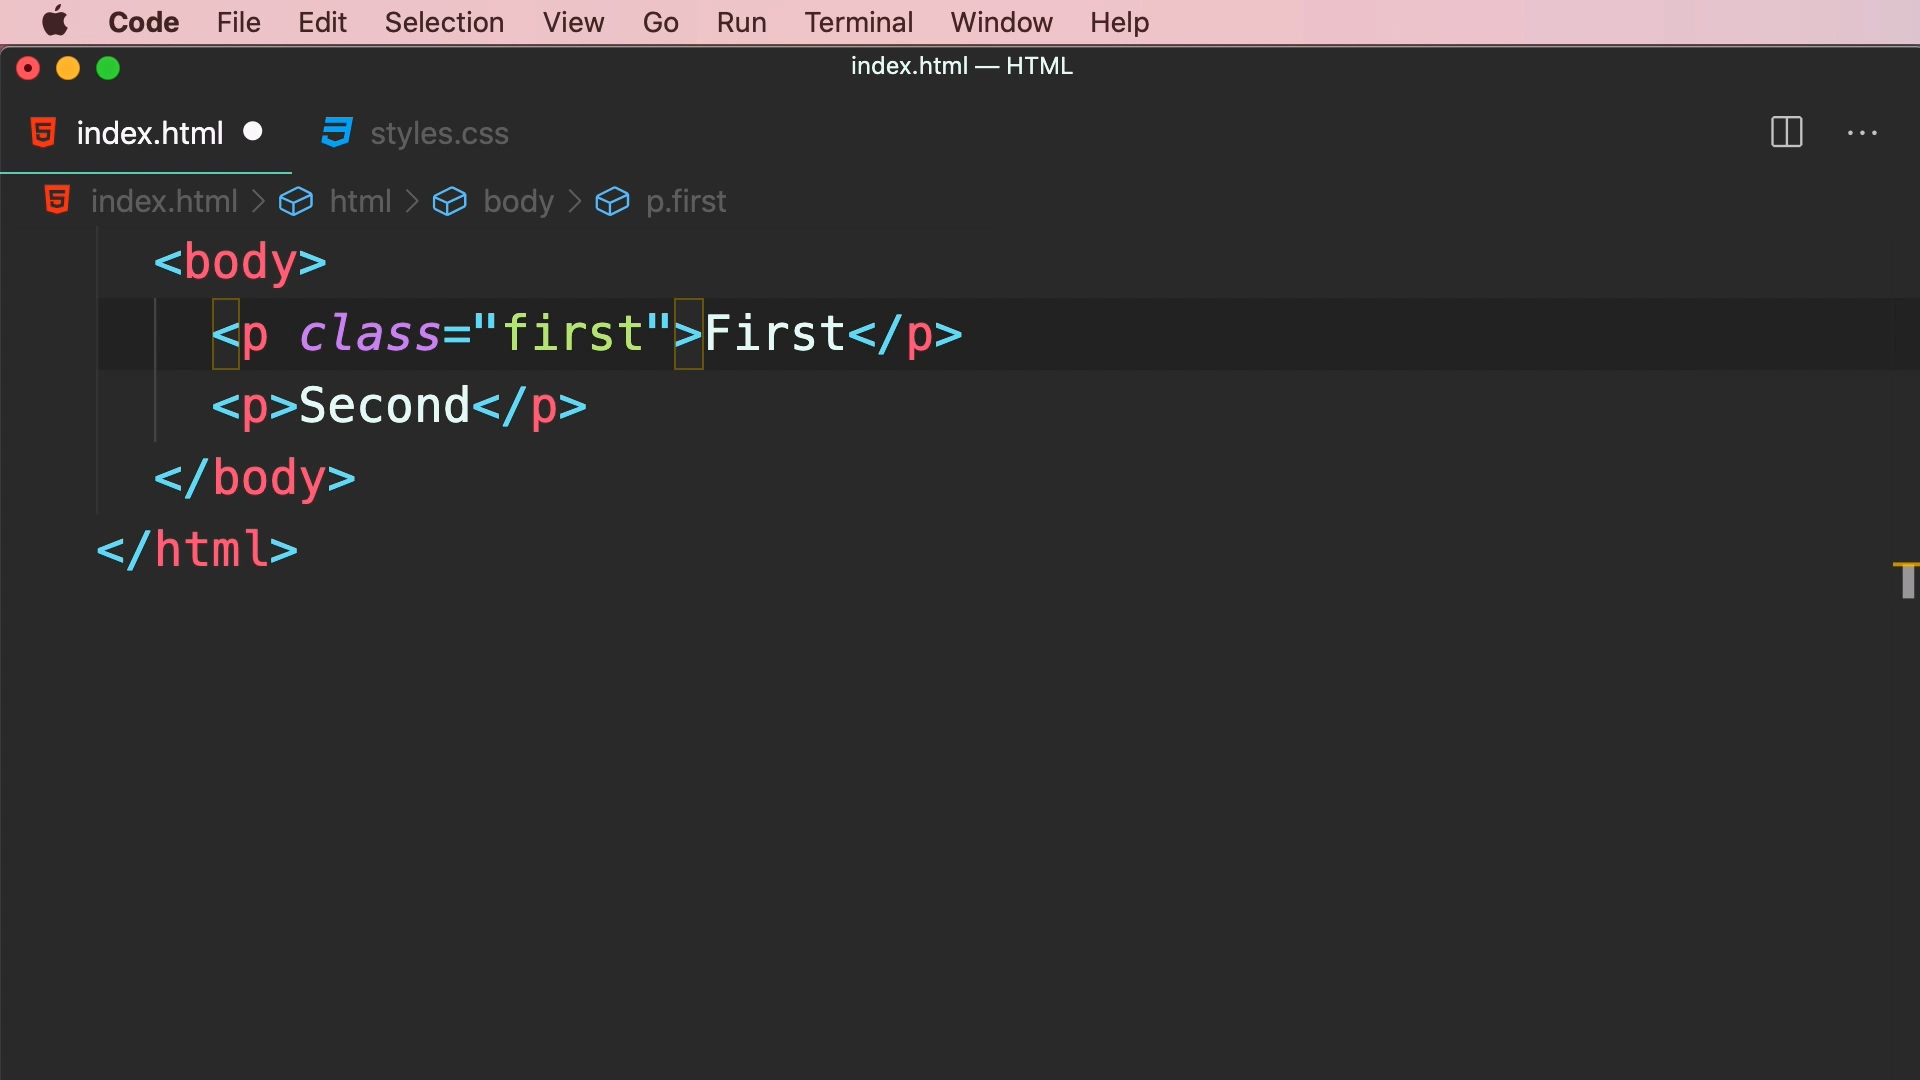 Code File Edit Selection View Go Run Terminal Window Help
index.html — HTML
index.html styles.css
index.html > html > body > p.first
<body>
<p class="first">First</p>
<p>Second</p>
</body>
</html>